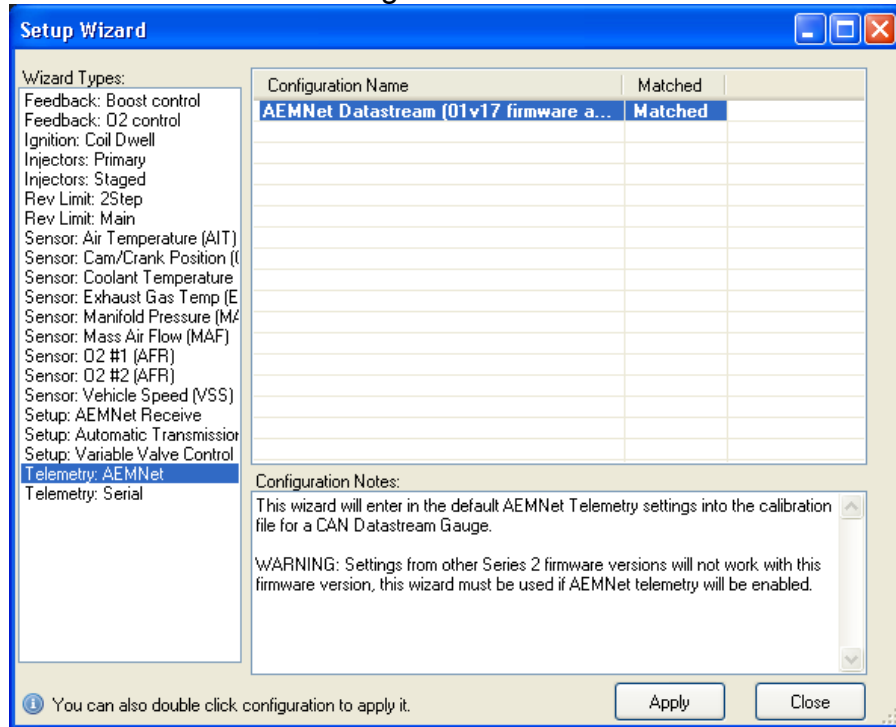 Setup Wizard
Wizard Types:
Feedback: Boost control
Feedback: O2 control
Ignition: Coil Dwell
Injectors: Primary
Injectors: Staged
Rev Limit: 2Step
Rev Limit: Main
Sensor: Air Temperature (AIT)
Sensor: Cam/Crank Position (
Sensor: Coolant Temperature
Sensor: Exhaust Gas Temp (E
Sensor: Manifold Pressure (MA
Sensor: Mass Air Flow (MAF)
Sensor: O2 #1 (AFR)
Sensor: O2 #2 (AFR)
Sensor: Vehicle Speed (VSS)
Setup: AEMNet Receive
Setup: Automatic Transmission
Setup: Variable Valve Control
Telemetry: AEMNet
Telemetry: Serial
Configuration Name Matched
AEMNet Datastream (01v17 firmware a... Matched
Configuration Notes:
This wizard will enter in the default AEMNet Telemetry settings into the calibration
file for a CAN Datastream Gauge.
WARNING: Settings from other Series 2 firmware versions will not work with this
firmware version, this wizard must be used if AEMNet telemetry will be enabled.
You can also double click configuration to apply it.
Apply
Close